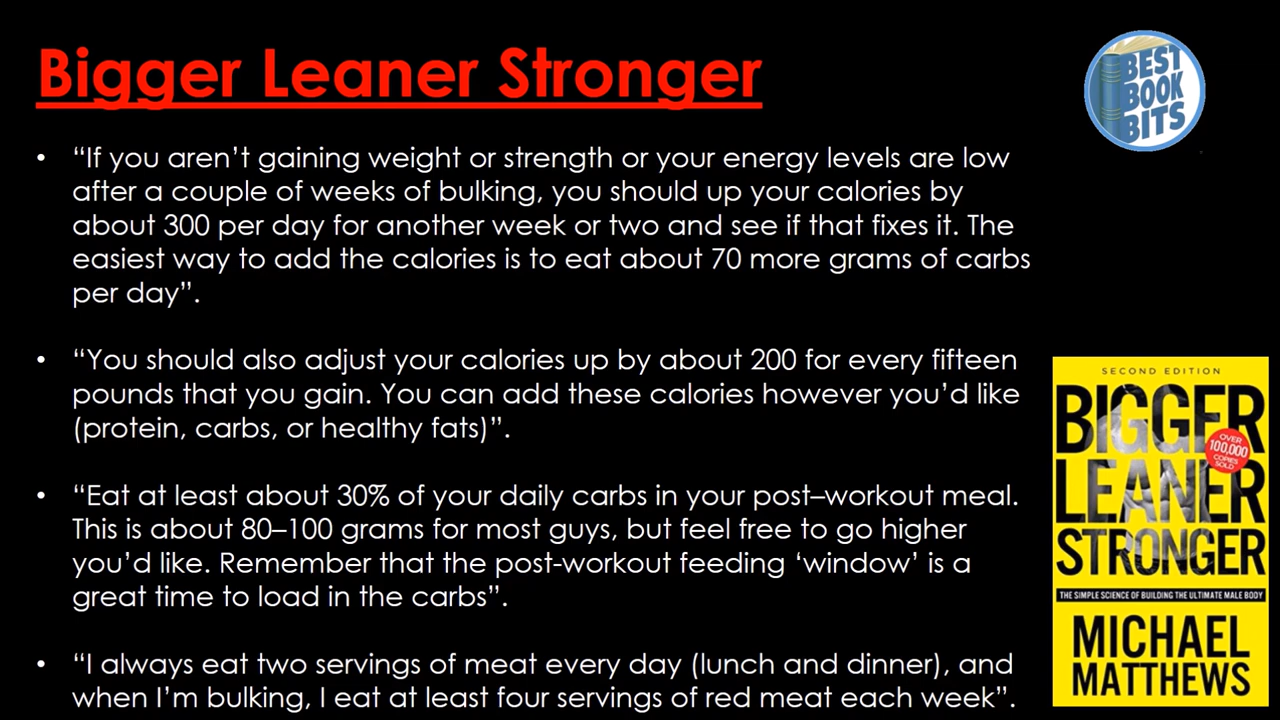 Bigger Leaner Stronger
BEST
BOOK
BITS
• “If you aren’t gaining weight or strength or your energy levels are low
after a couple of weeks of bulking, you should up your calories by
about 300 per day for another week or two and see if that fixes it. The
easiest way to add the calories is to eat about 70 more grams of carbs
per day”.
• “You should also adjust your calories up by about 200 for every fifteen
pounds that you gain. You can add these calories however you’d like
(protein, carbs, or healthy fats)”.
• “Eat at least about 30% of your daily carbs in your post–workout meal.
This is about 80–100 grams for most guys, but feel free to go higher
you’d like. Remember that the post-workout feeding ‘window’ is a
great time to load in the carbs”.
• “I always eat two servings of meat every day (lunch and dinner), and
when I’m bulking, I eat at least four servings of red meat each week”.
SECOND EDITION
BIGGER
LEANER
STRONGER
OVER
100,000
COPIES
SOLD
THE SIMPLE SCIENCE OF BUILDING THE ULTIMATE MALE BODY
MICHAEL
MATTHEWS